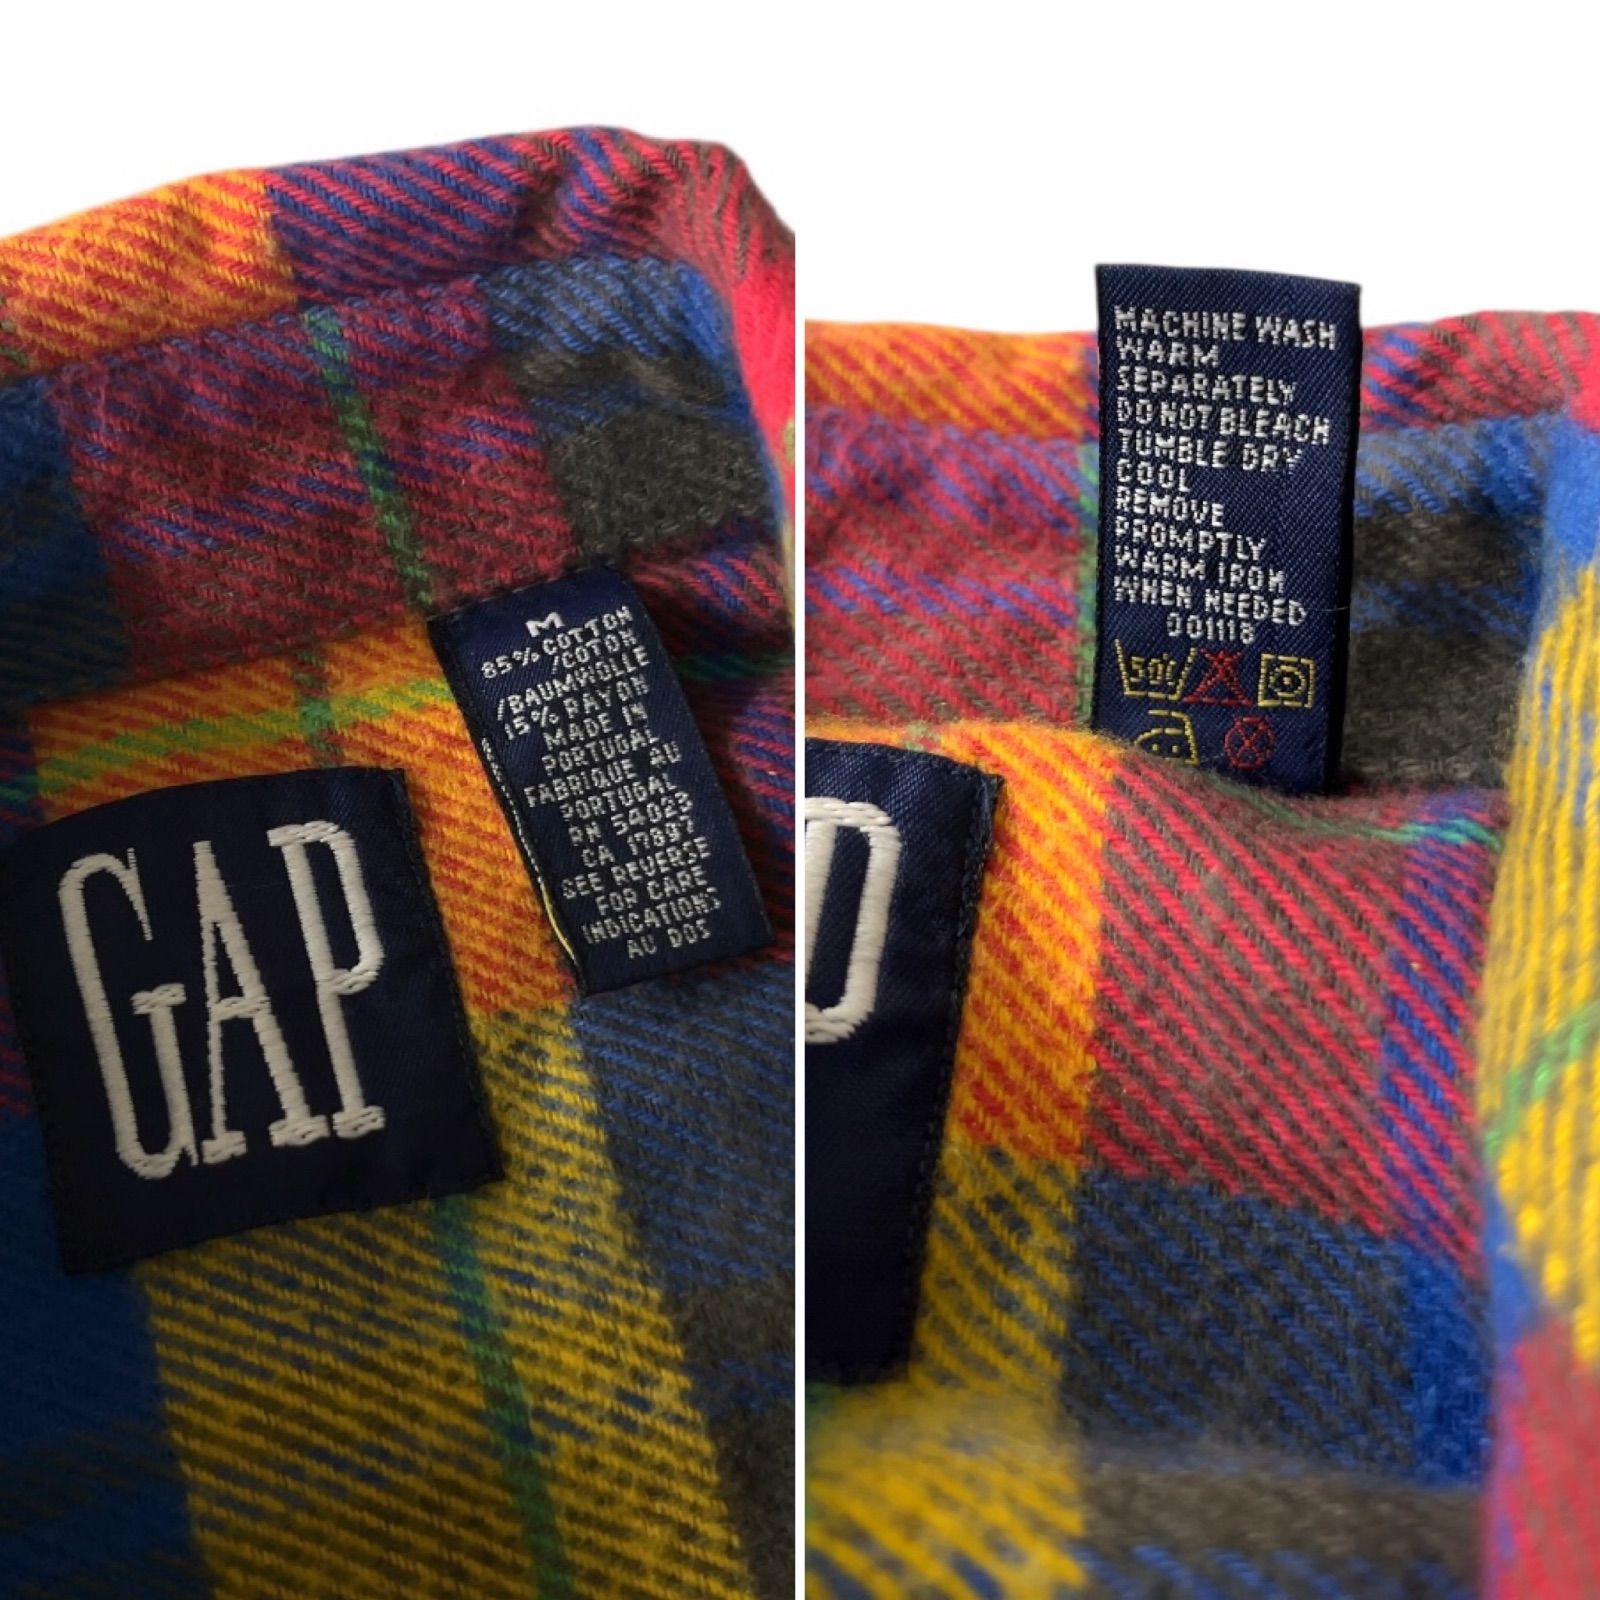 M
85% COTTON
/COTON
/BAUMWOLLE
15% RAYON
MADE IN
PORTUGAL
FABRIQUE AU
PORTUGAL
RN 54023
CA 17897
SEE REVERSE
FOR CARE
INDICATIONS
AU DOS
GAP
MACHINE WASH
WARM
SEPARATELY
DO NOT BLEACH
TUMBLE DRY
COOL
REMOVE
PROMPTLY
WARM IRON
WHEN NEEDED
001118
50°C
P